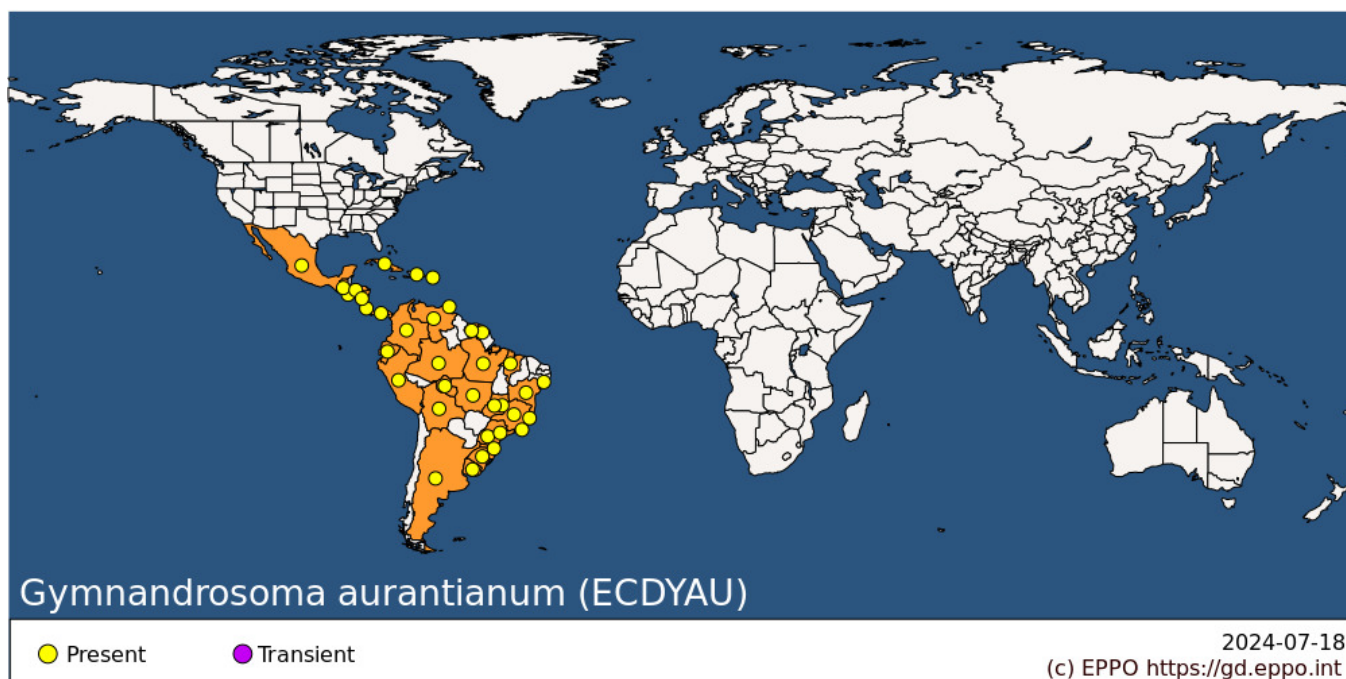 Gymnandrosoma aurantianum (ECDYAU)
Present
Transient
2024-07-18
(c) EPPO https://gd.eppo.int